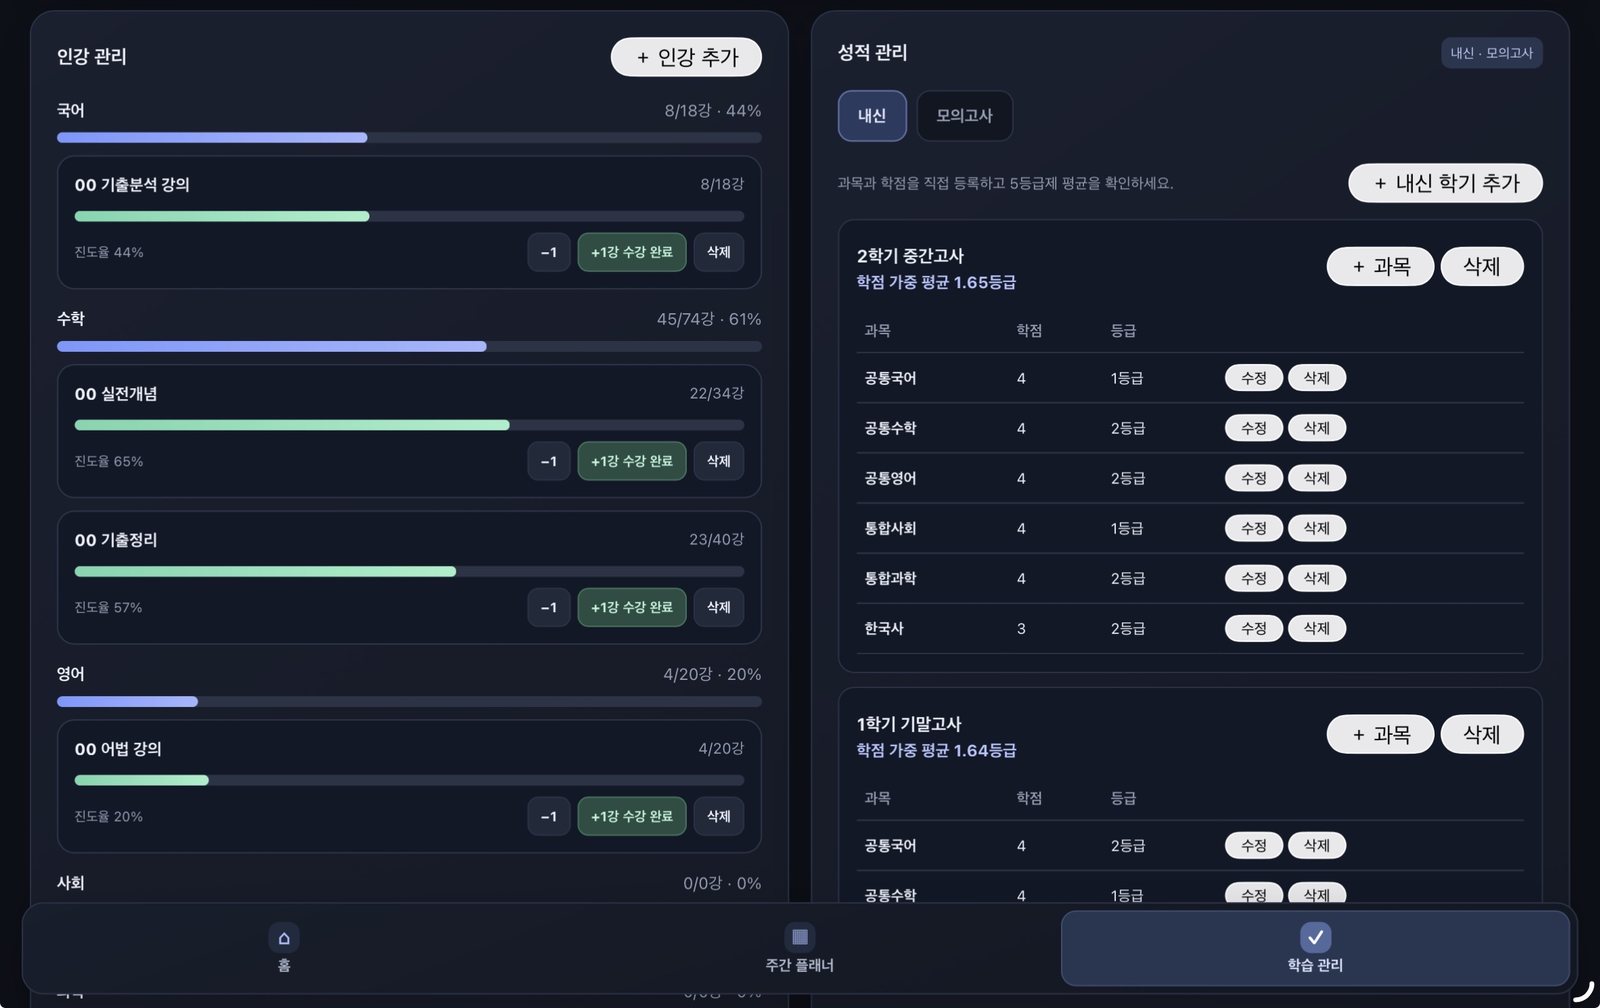 인강 관리
+ 인강 추가
국어
8/18강 · 44%
00 기출분석 강의
8/18강
진도율 44%
−1
+1강 수강 완료
삭제
수학
45/74강 · 61%
00 실전개념
22/34강
진도율 65%
−1
+1강 수강 완료
삭제
00 기출정리
23/40강
진도율 57%
−1
+1강 수강 완료
삭제
영어
4/20강 · 20%
00 어법 강의
4/20강
진도율 20%
−1
+1강 수강 완료
삭제
사회
0/0강 · 0%
성적 관리
내신 · 모의고사
내신
모의고사
과목과 학점을 직접 등록하고 5등급제 평균을 확인하세요.
+ 내신 학기 추가
2학기 중간고사
학점 가중 평균 1.65등급
+ 과목
삭제
과목 학점 등급
공통국어 4 1등급 수정 삭제
공통수학 4 2등급 수정 삭제
공통영어 4 2등급 수정 삭제
통합사회 4 1등급 수정 삭제
통합과학 4 2등급 수정 삭제
한국사 3 2등급 수정 삭제
1학기 기말고사
학점 가중 평균 1.64등급
+ 과목
삭제
과목 학점 등급
공통국어 4 2등급 수정 삭제
공통수학 4 1등급 수정 삭제
홈
주간 플래너
학습 관리